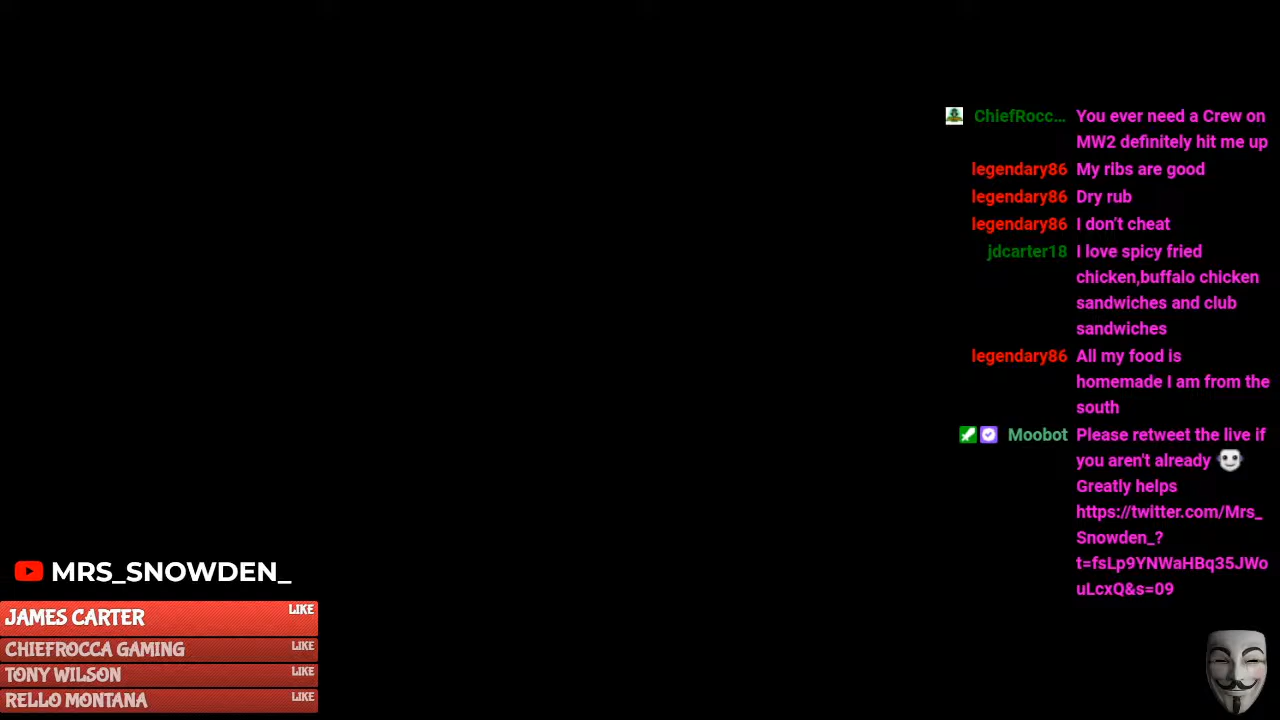 ChiefRocc... You ever need a Crew on
MW2 definitely hit me up
legendary86 My ribs are good
legendary86 Dry rub
legendary86 I don't cheat
jdcarter18 I love spicy fried
chicken,buffalo chicken
sandwiches and club
sandwiches
legendary86 All my food is
homemade I am from the
south
Moobot Please retweet the live if
you aren't already
Greatly helps
https://twitter.com/Mrs_
Snowden_?
t=fsLp9YNWaHBq35JWo
uLcxQ&s=09
MRS_SNOWDEN_
JAMES CARTER LIKE
CHIEFROCCA GAMING LIKE
TONY WILSON LIKE
RELLO MONTANA LIKE